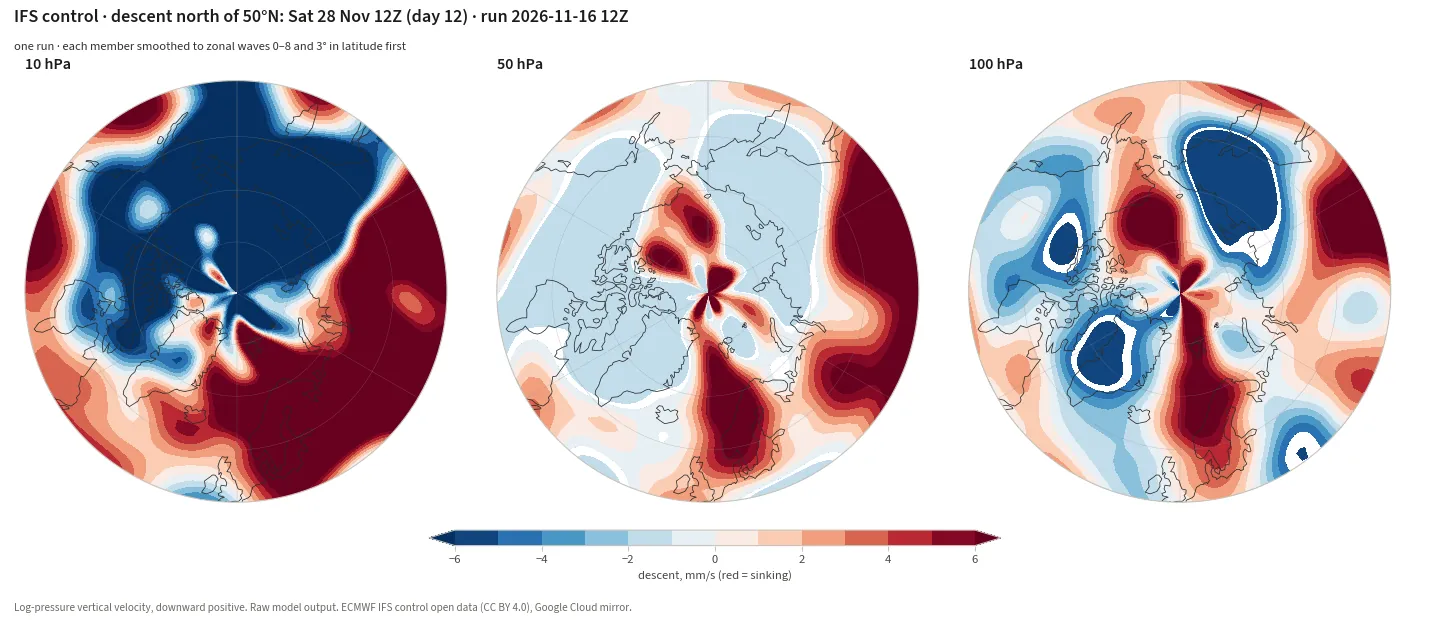 IFS control · descent north of 50°N: Sat 28 Nov 12Z (day 12) · run 2026-11-16 12Z
one run · each member smoothed to zonal waves 0–8 and 3° in latitude first
10 hPa
50 hPa
100 hPa
−6 −4 −2 0 2 4 6
descent, mm/s (red = sinking)
Log-pressure vertical velocity, downward positive. Raw model output. ECMWF IFS control open data (CC BY 4.0), Google Cloud mirror.